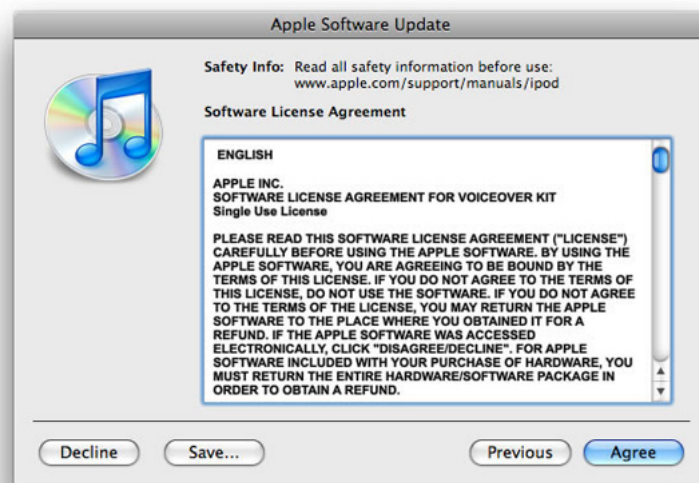 Apple Software Update
Safety Info: Read all safety information before use:
www.apple.com/support/manuals/ipod
Software License Agreement
ENGLISH
APPLE INC.
SOFTWARE LICENSE AGREEMENT FOR VOICEOVER KIT
Single Use License
PLEASE READ THIS SOFTWARE LICENSE AGREEMENT ("LICENSE")
CAREFULLY BEFORE USING THE APPLE SOFTWARE. BY USING THE
APPLE SOFTWARE, YOU ARE AGREEING TO BE BOUND BY THE
TERMS OF THIS LICENSE. IF YOU DO NOT AGREE TO THE TERMS OF
THIS LICENSE, DO NOT USE THE SOFTWARE. IF YOU DO NOT AGREE
TO THE TERMS OF THE LICENSE, YOU MAY RETURN THE APPLE
SOFTWARE TO THE PLACE WHERE YOU OBTAINED IT FOR A
REFUND. IF THE APPLE SOFTWARE WAS ACCESSED
ELECTRONICALLY, CLICK "DISAGREE/DECLINE". FOR APPLE
SOFTWARE INCLUDED WITH YOUR PURCHASE OF HARDWARE, YOU
MUST RETURN THE ENTIRE HARDWARE/SOFTWARE PACKAGE IN
ORDER TO OBTAIN A REFUND.
Decline Save... Previous Agree